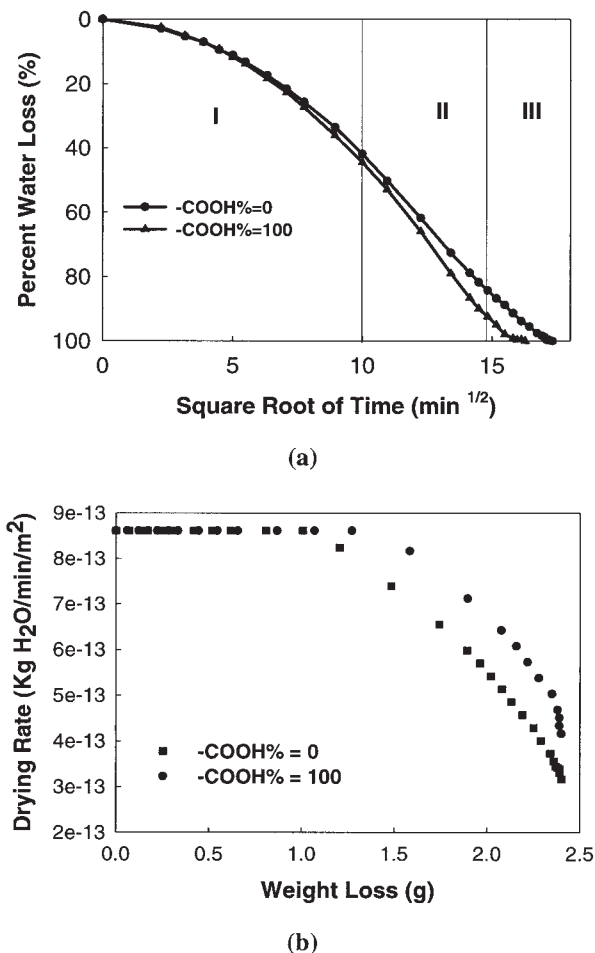 0
20
40
60
80
100
Percent Water Loss (%)
I
II
III
-COOH%=0
-COOH%=100
0 5 10 15
Square Root of Time (min 1/2)
(a)
9e-13
8e-13
7e-13
6e-13
5e-13
4e-13
3e-13
2e-13
Drying Rate (Kg H2O/min/m2)
-COOH% = 0
-COOH% = 100
0.0 0.5 1.0 1.5 2.0 2.5
Weight Loss (g)
(b)